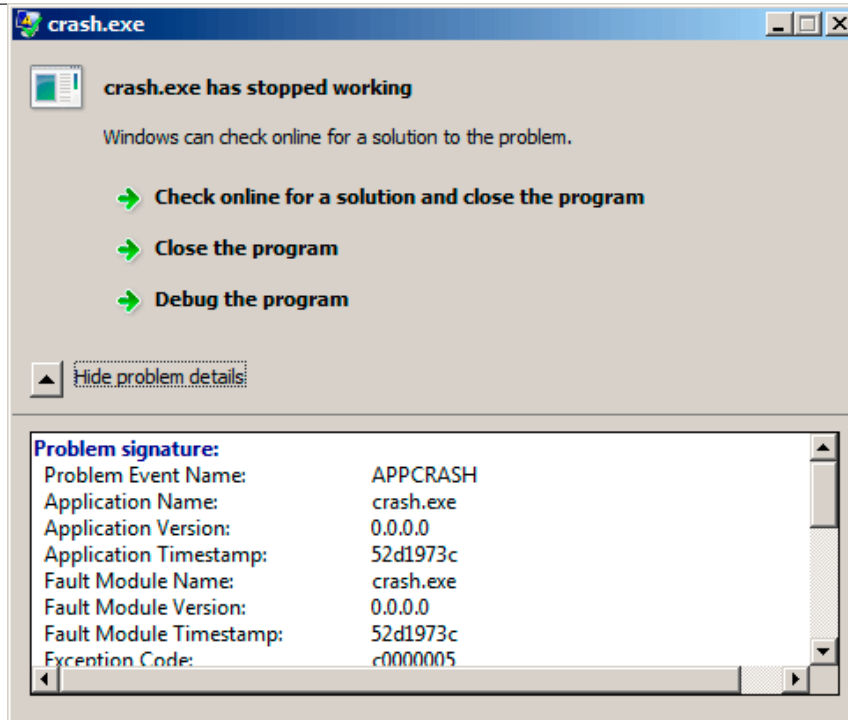 crash.exe
crash.exe has stopped working
Windows can check online for a solution to the problem.
Check online for a solution and close the program
Close the program
Debug the program
Hide problem details
Problem signature:
Problem Event Name: APPCRASH
Application Name: crash.exe
Application Version: 0.0.0.0
Application Timestamp: 52d1973c
Fault Module Name: crash.exe
Fault Module Version: 0.0.0.0
Fault Module Timestamp: 52d1973c
Exception Code: c0000005